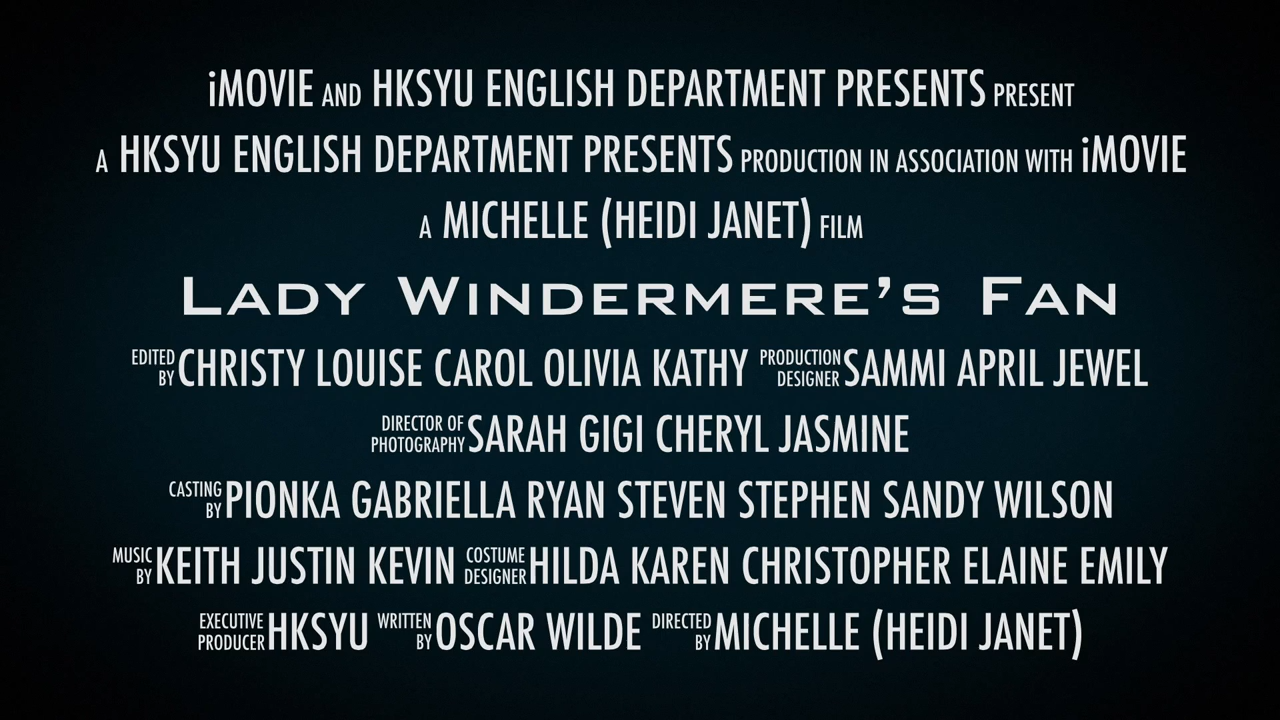 iMOVIE AND HKSYU ENGLISH DEPARTMENT PRESENTS PRESENT
A HKSYU ENGLISH DEPARTMENT PRESENTS PRODUCTION IN ASSOCIATION WITH iMOVIE
A MICHELLE (HEIDI JANET) FILM
LADY WINDERMERE'S FAN
EDITED BY CHRISTY LOUISE CAROL OLIVIA KATHY PRODUCTION DESIGNER SAMMI APRIL JEWEL
DIRECTOR OF PHOTOGRAPHY SARAH GIGI CHERYL JASMINE
CASTING BY PIONKA GABRIELLA RYAN STEVEN STEPHEN SANDY WILSON
MUSIC BY KEITH JUSTIN KEVIN COSTUME DESIGNER HILDA KAREN CHRISTOPHER ELAINE EMILY
EXECUTIVE PRODUCER HKSYU WRITTEN BY OSCAR WILDE DIRECTED BY MICHELLE (HEIDI JANET)